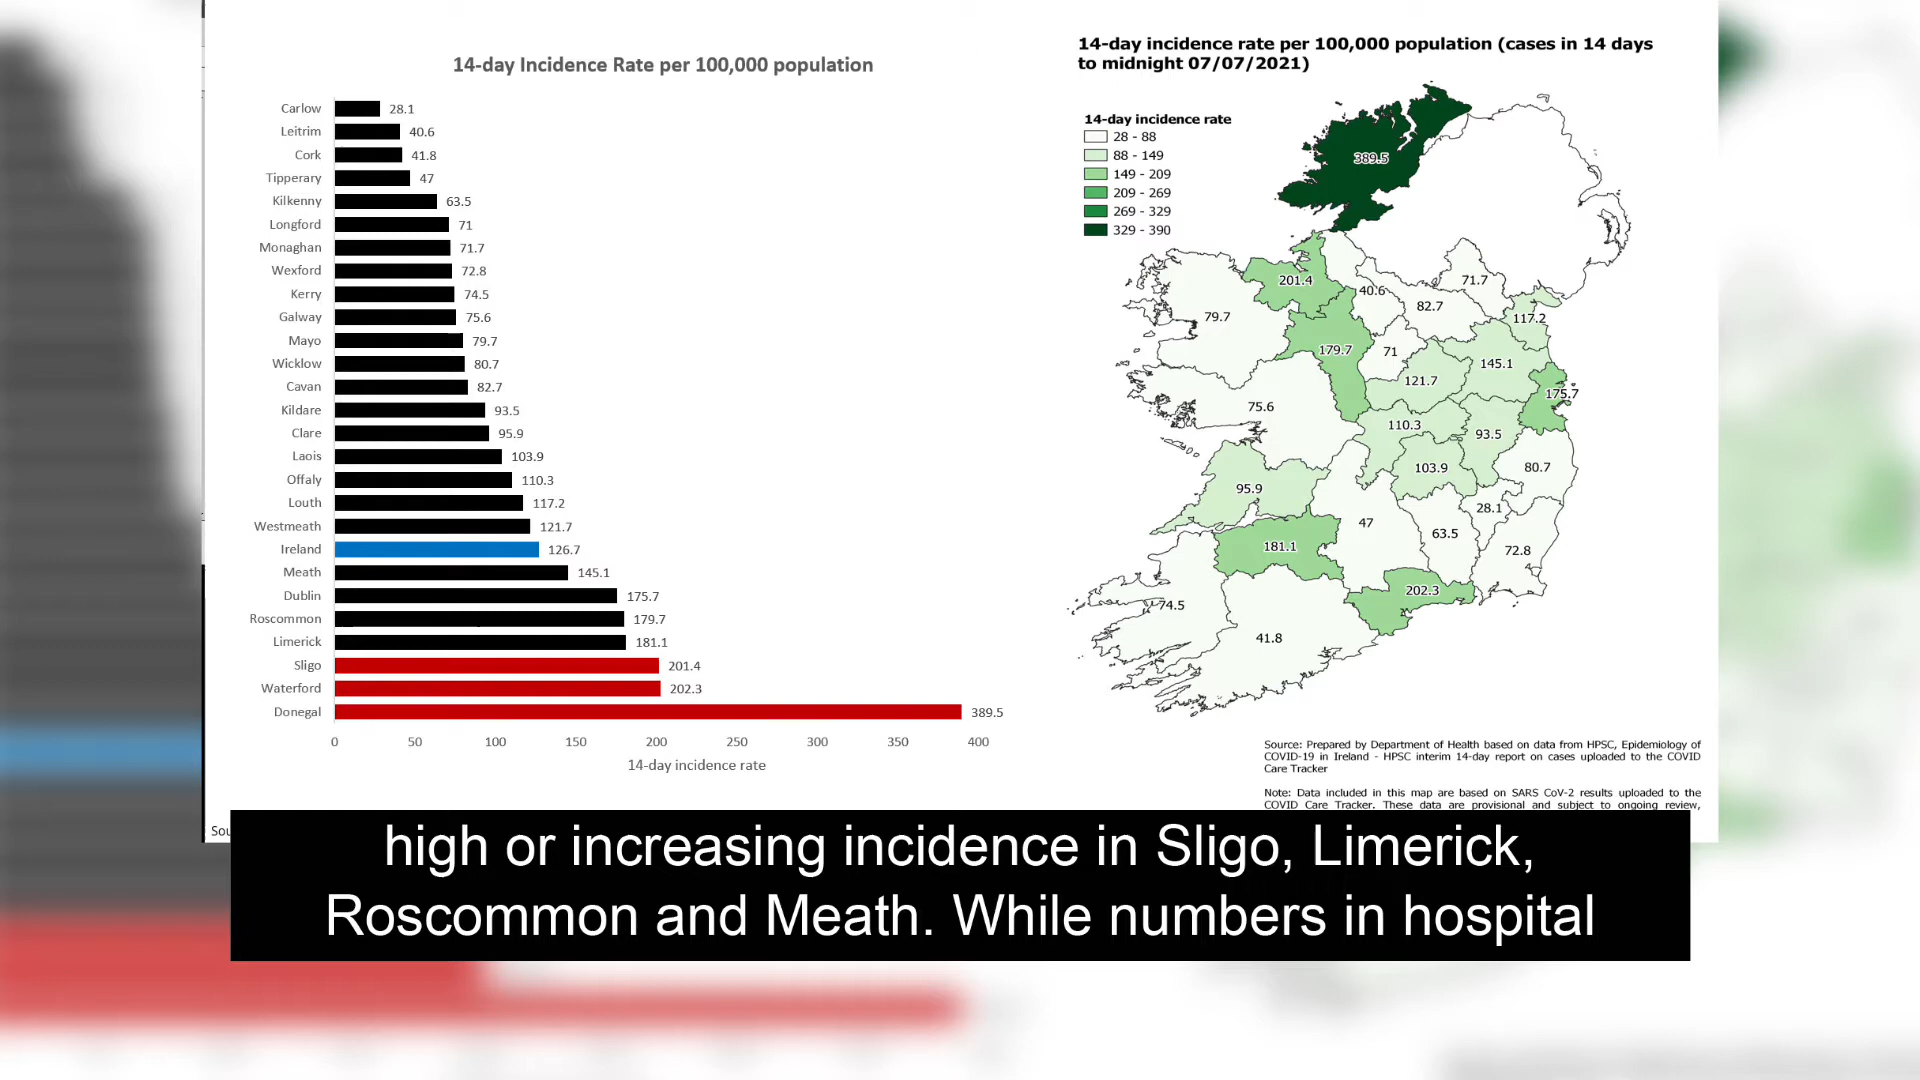 14-day Incidence Rate per 100,000 population
Carlow 28.1
Leitrim 40.6
Cork 41.8
Tipperary 47
Kilkenny 63.5
Longford 71
Monaghan 71.7
Wexford 72.8
Kerry 74.5
Galway 75.6
Mayo 79.7
Wicklow 80.7
Cavan 82.7
Kildare 93.5
Clare 95.9
Laois 103.9
Offaly 110.3
Louth 117.2
Westmeath 121.7
Ireland 126.7
Meath 145.1
Dublin 175.7
Roscommon 179.7
Limerick 181.1
Sligo 201.4
Waterford 202.3
Donegal 389.5
0 50 100 150 200 250 300 350 400
14-day incidence rate
14-day incidence rate per 100,000 population (cases in 14 days
to midnight 07/07/2021)
14-day incidence rate
28 - 88
88 - 149
149 - 209
209 - 269
269 - 329
329 - 390
389.5
201.4
40.6
71.7
82.7
117.2
79.7
179.7
71
145.1
121.7
175.7
75.6
110.3
93.5
103.9
80.7
95.9
28.1
47
63.5
181.1
72.8
202.3
74.5
41.8
Source: Prepared by Department of Health based on data from HPSC, Epidemiology of
COVID-19 in Ireland - HPSC interim 14-day report on cases uploaded to the COVID
Care Tracker
Note: Data included in this map are based on SARS CoV-2 results uploaded to the
COVID Care Tracker. These data are provisional and subject to ongoing review,
high or increasing incidence in Sligo, Limerick,
Roscommon and Meath. While numbers in hospital